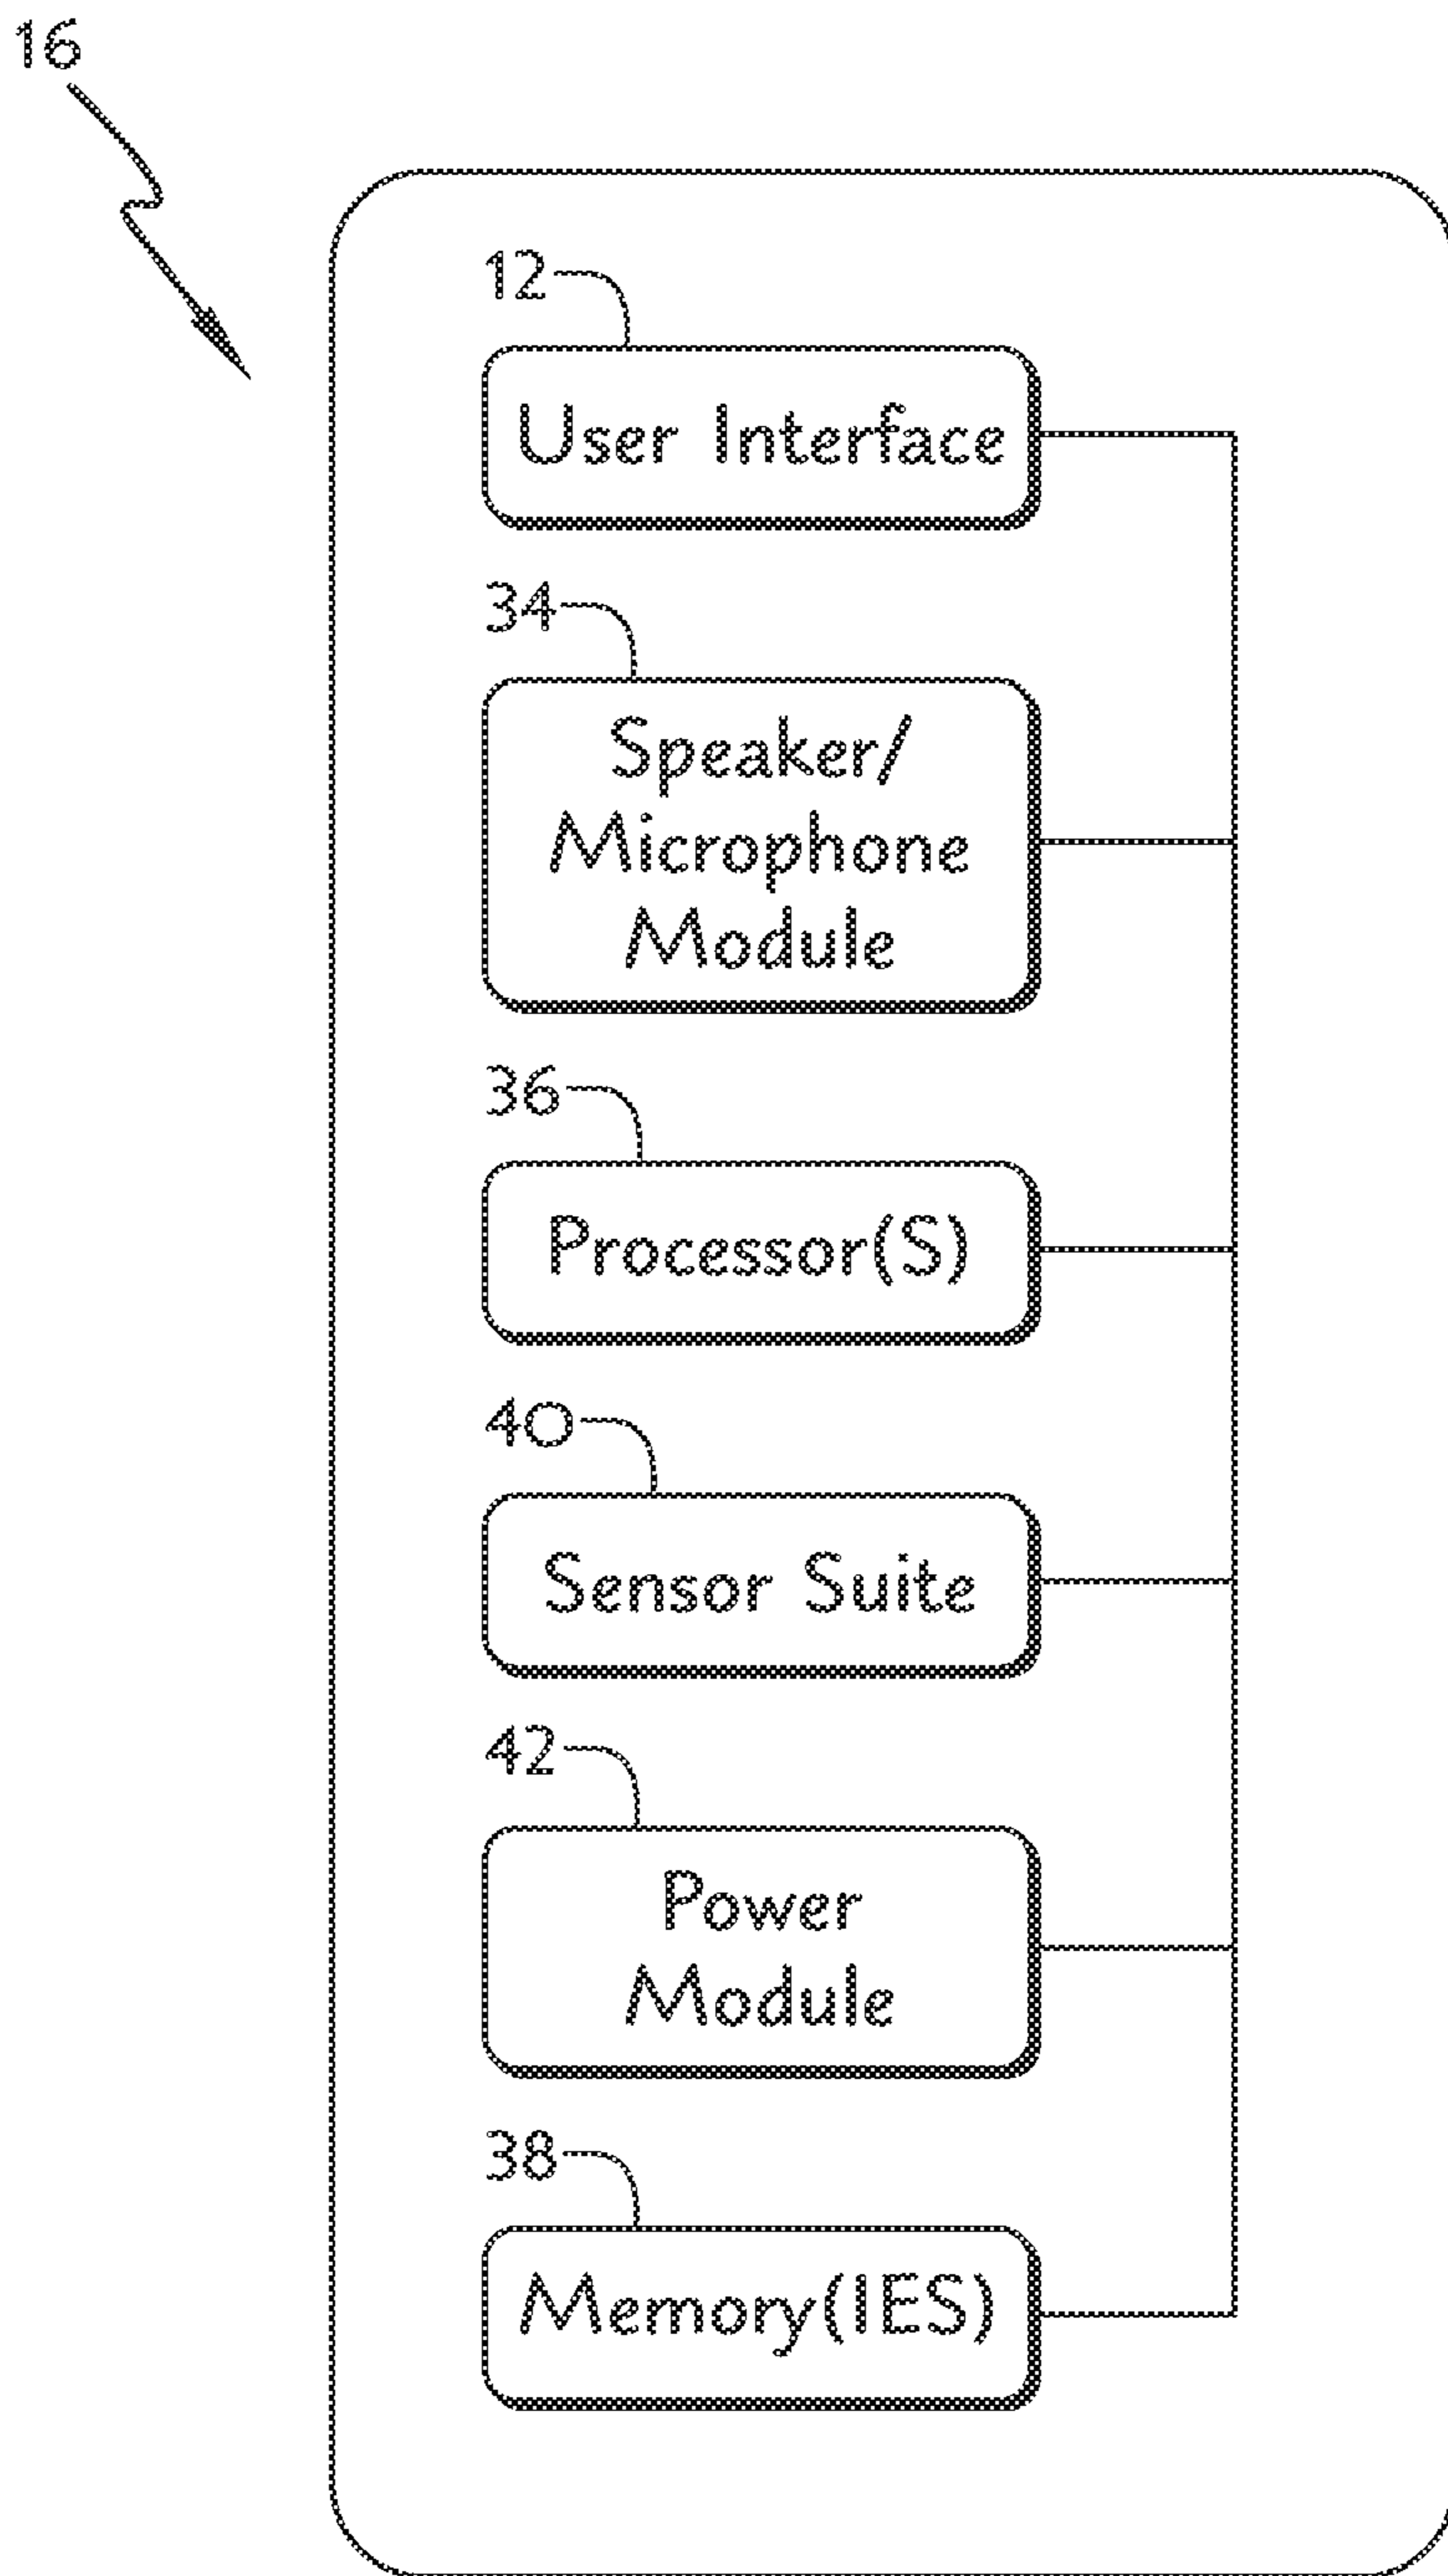 16
12
User Interface
34
Speaker/
Microphone
Module
36
Processor(S)
40
Sensor Suite
42
Power
Module
38
Memory(IES)